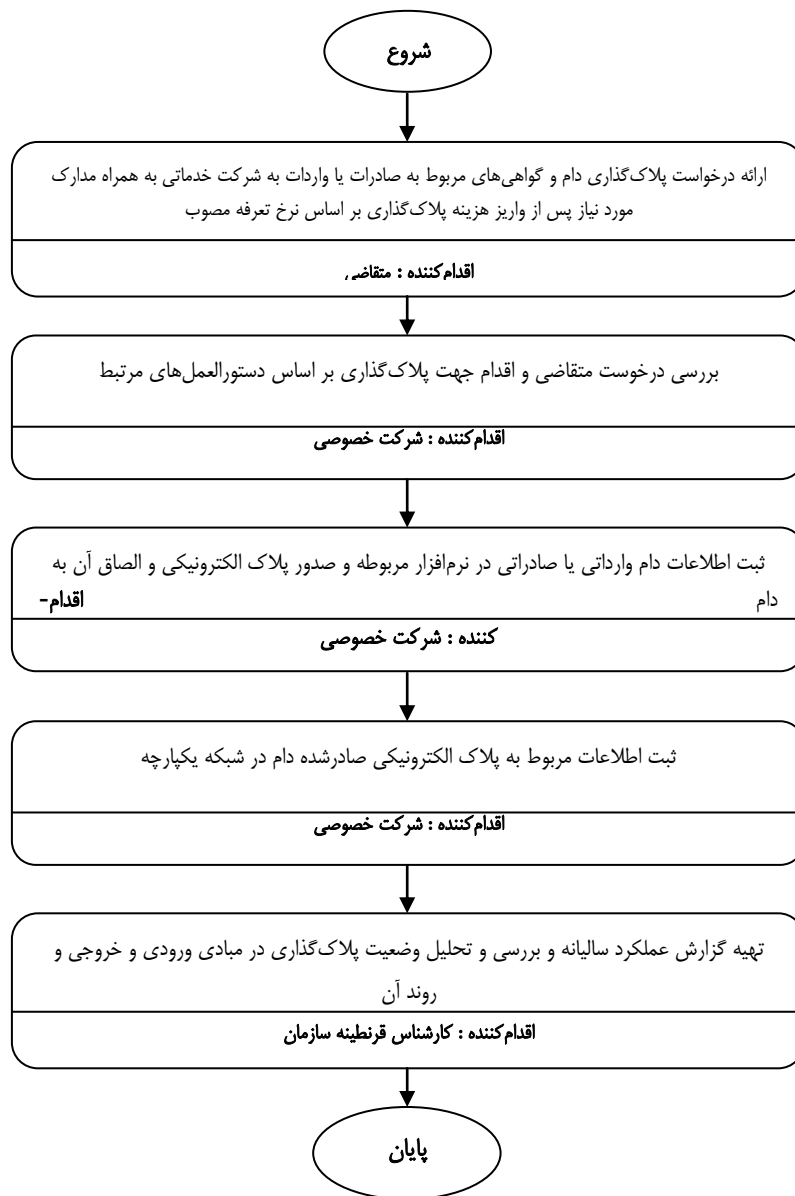 شروع
ارائه درخواست پلاک‌گذاری دام و گواهی‌های مربوط به صادرات یا واردات به شرکت خدماتی به همراه مدارک
مورد نیاز پس از واریز هزینه پلاک‌گذاری بر اساس نرخ تعرفه مصوب
اقدام‌کننده : متقاضی
بررسی درخوست متقاضی و اقدام جهت پلاک‌گذاری بر اساس دستورالعمل‌های مرتبط
اقدام‌کننده : شرکت خصوصی
ثبت اطلاعات دام وارداتی یا صادراتی در نرم‌افزار مربوطه و صدور پلاک الکترونیکی و الصاق آن به
دام اقدام-
کننده : شرکت خصوصی
ثبت اطلاعات مربوط به پلاک الکترونیکی صادرشده دام در شبکه یکپارچه
اقدام‌کننده : شرکت خصوصی
تهیه گزارش عملکرد سالیانه و بررسی و تحلیل وضعیت پلاک‌گذاری در مبادی ورودی و خروجی و
روند آن
اقدام‌کننده : کارشناس قرنطینه سازمان
پایان